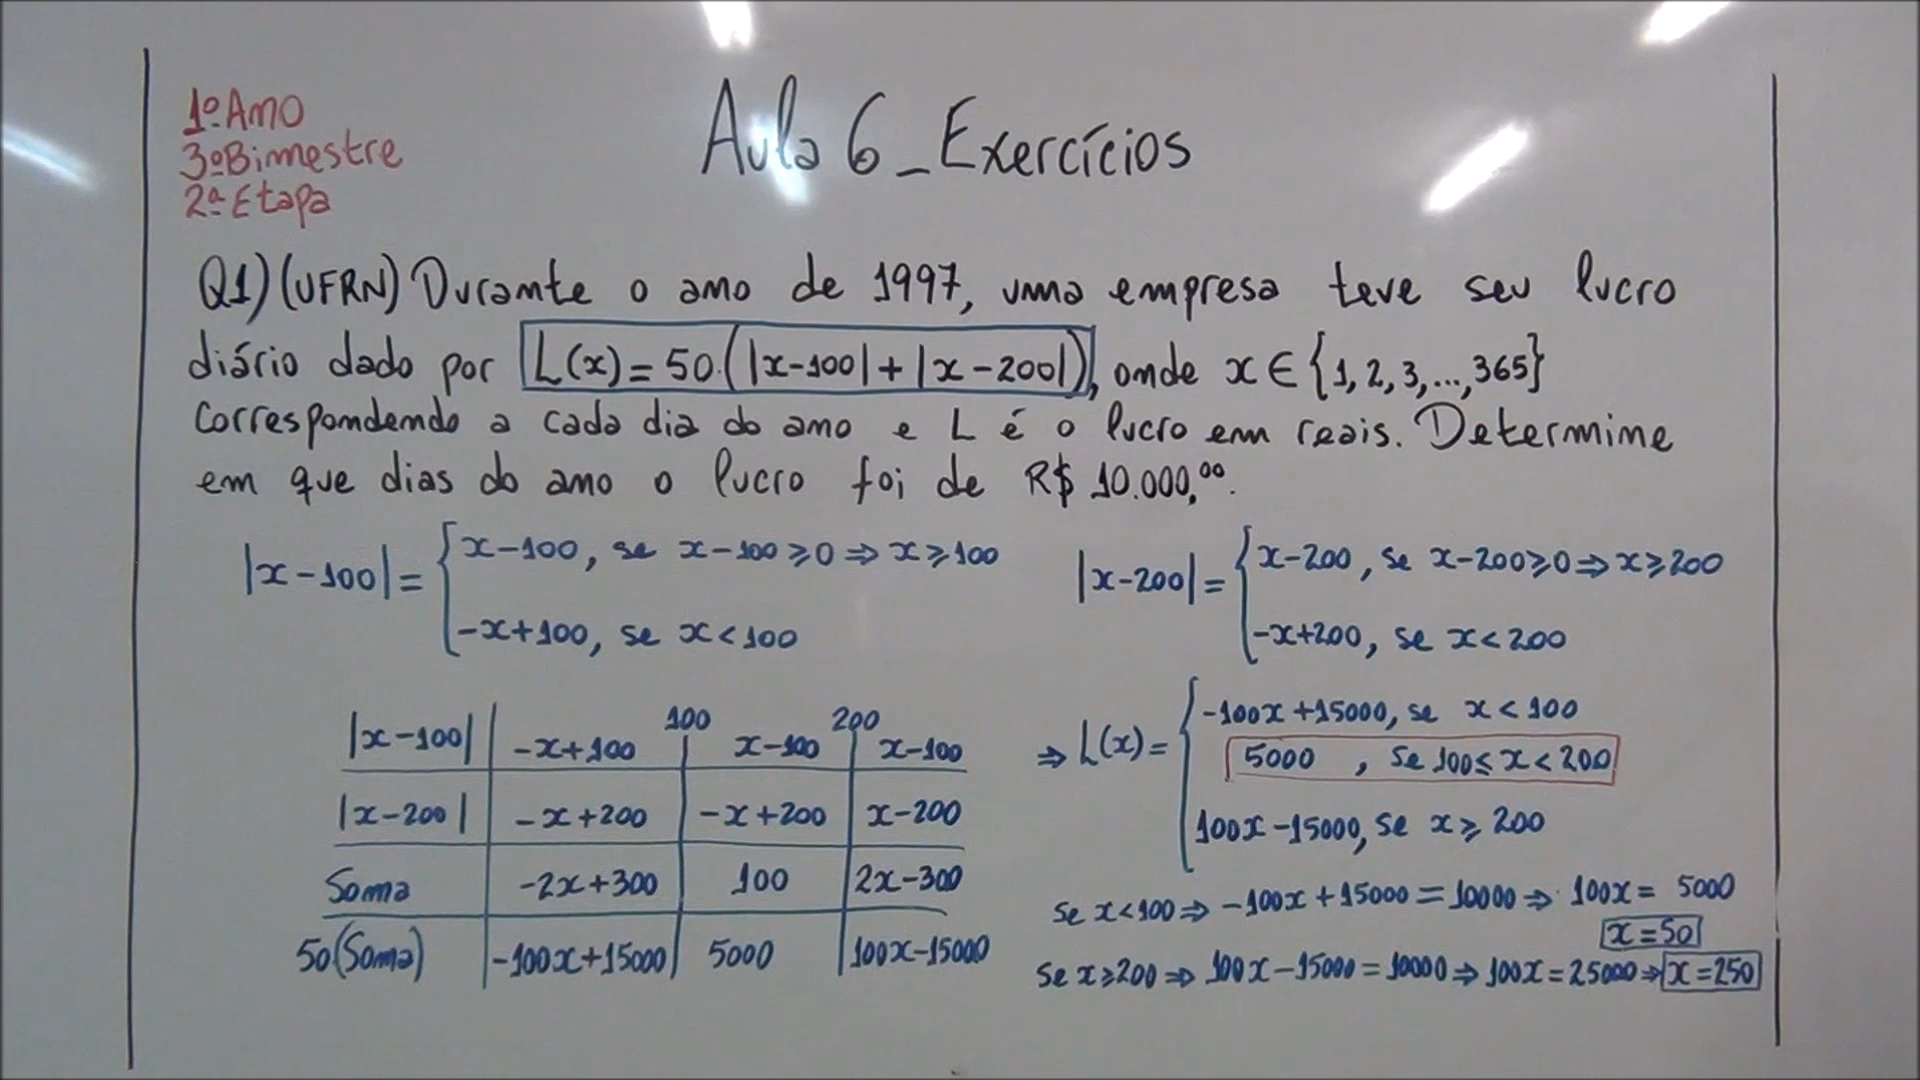 1º Ano
3º Bimestre
2ª Etapa
Aula 6_Exercícios
Q1) (UFRN) Durante o ano de 1997, uma empresa teve seu lucro
diário dado por L(x) = 50.(|x-100| + |x-200|), onde x ∈ {1, 2, 3, ..., 365}
correspondendo a cada dia do ano e L é o lucro em reais. Determine
em que dias do ano o lucro foi de R$ 10.000,00.
|x-100| = { x-100, se x-100 ≥ 0 ⇒ x ≥ 100
-x+100, se x < 100
|x-200| = { x-200, se x-200 ≥ 0 ⇒ x ≥ 200
-x+200, se x < 200
100 200
|x-100| | -x+100 | x-100 | x-100
|x-200| | -x+200 | -x+200 | x-200
Soma | -2x+300 | 100 | 2x-300
50(Soma) | -100x+15000 | 5000 | 100x-15000
⇒ L(x) = { -100x+15000, se x < 100
5000, se 100 ≤ x < 200
100x-15000, se x ≥ 200
se x<100 ⇒ -100x+15000 = 10000 ⇒ 100x = 5000
x=50
Se x≥200 ⇒ 100x-15000 = 10000 ⇒ 100x = 25000 ⇒ x=250